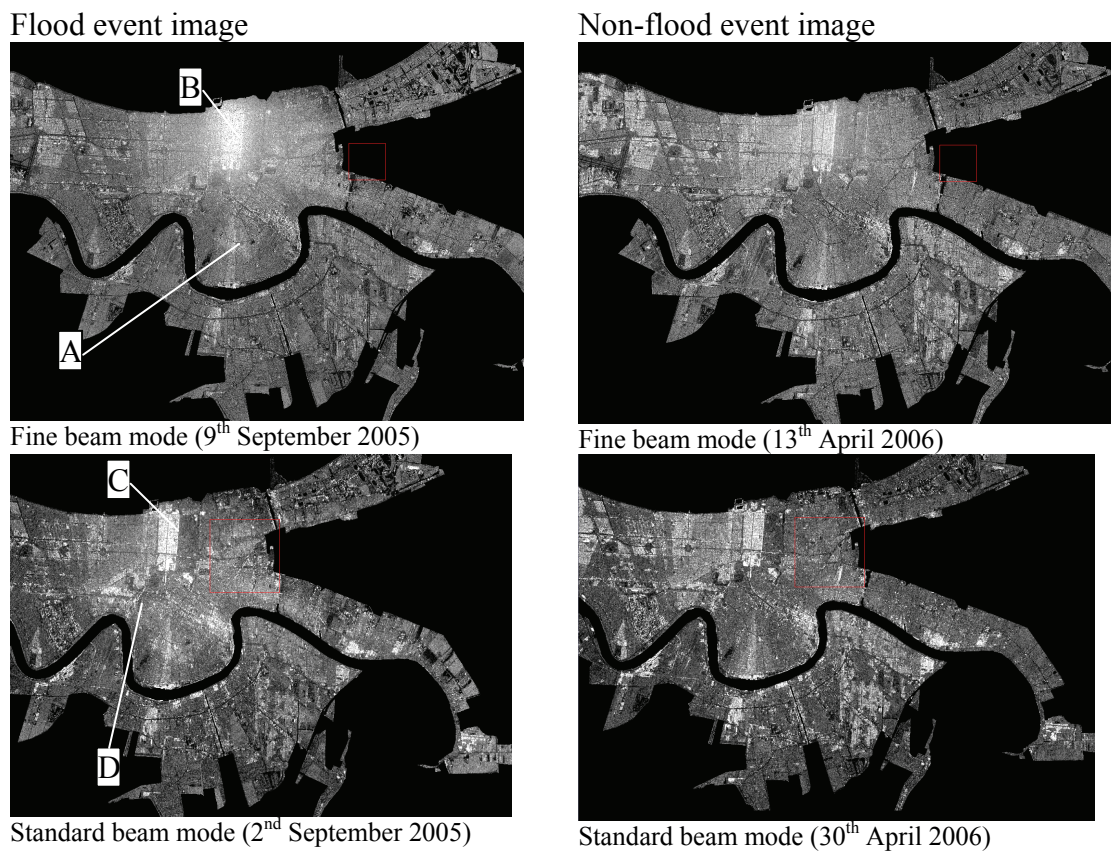 Flood event image
Non-flood event image
B
A
Fine beam mode (9th September 2005)
Fine beam mode (13th April 2006)
C
D
Standard beam mode (2nd September 2005)
Standard beam mode (30th April 2006)